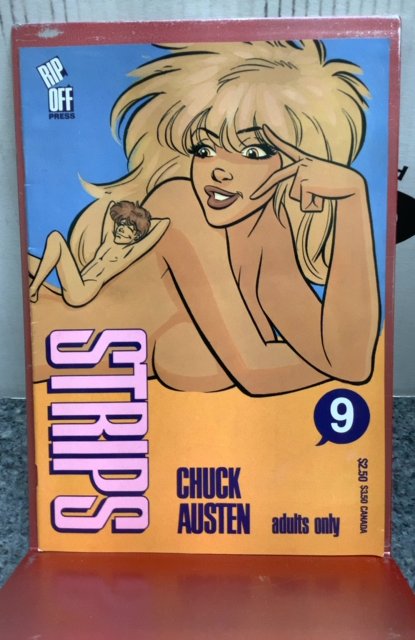 RIP
OFF
PRESS
STRIPS
9
CHUCK
AUSTEN
adults only
$2.50 $3.50 CANADA